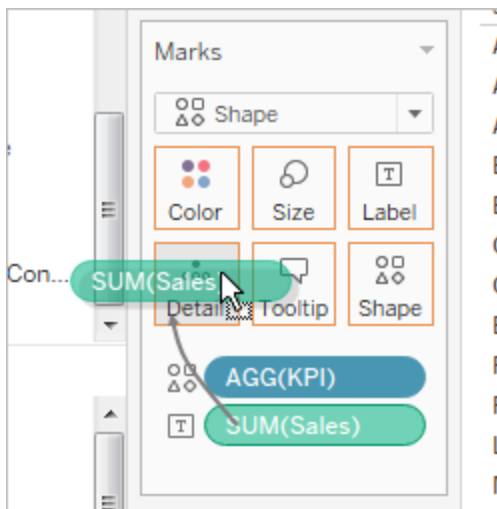 Marks
Shape
Color Size Label
Con...
SUM(Sales
Detail Tooltip Shape
AGG(KPI)
T SUM(Sales)